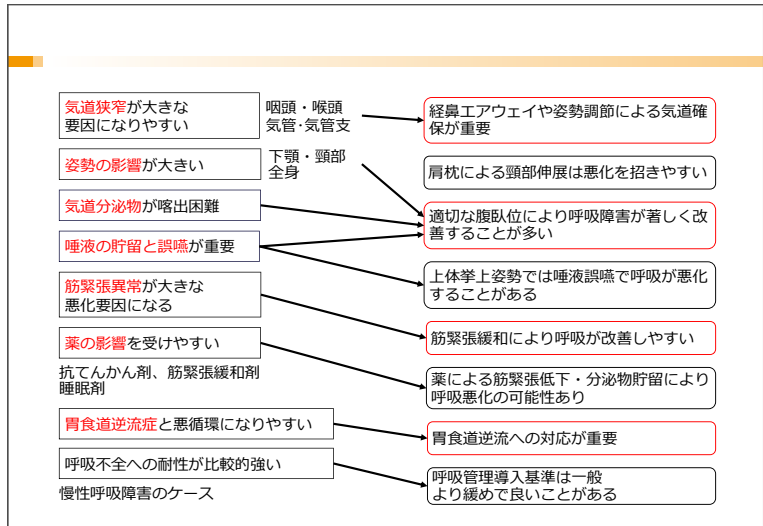 気道狭窄が大きな
要因になりやすい
咽頭・喉頭
気管･気管支
経鼻エアウェイや姿勢調節による気道確
保が重要
姿勢の影響が大きい
下顎・頸部
全身
肩枕による頸部伸展は悪化を招きやすい
気道分泌物が喀出困難
適切な腹臥位により呼吸障害が著しく改
善することが多い
唾液の貯留と誤嚥が重要
上体挙上姿勢では唾液誤嚥で呼吸が悪化
することがある
筋緊張異常が大きな
悪化要因になる
筋緊張緩和により呼吸が改善しやすい
薬の影響を受けやすい
抗てんかん剤、筋緊張緩和剤
睡眠剤
薬による筋緊張低下・分泌物貯留により
呼吸悪化の可能性あり
胃食道逆流症と悪循環になりやすい
胃食道逆流への対応が重要
呼吸不全への耐性が比較的強い
慢性呼吸障害のケース
呼吸管理導入基準は一般
より緩めで良いことがある